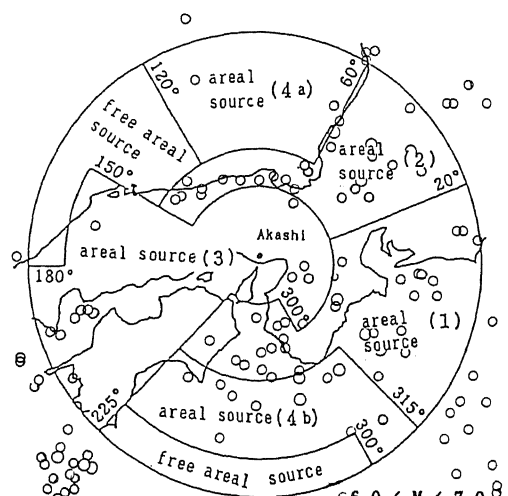 120°
60°
areal
source (4a)
free areal
source
areal
source (2)
150°
20°
Akashi
areal source (3)
180°
300°
areal
source (1)
315°
225°
areal source (4b)
300°
free areal source